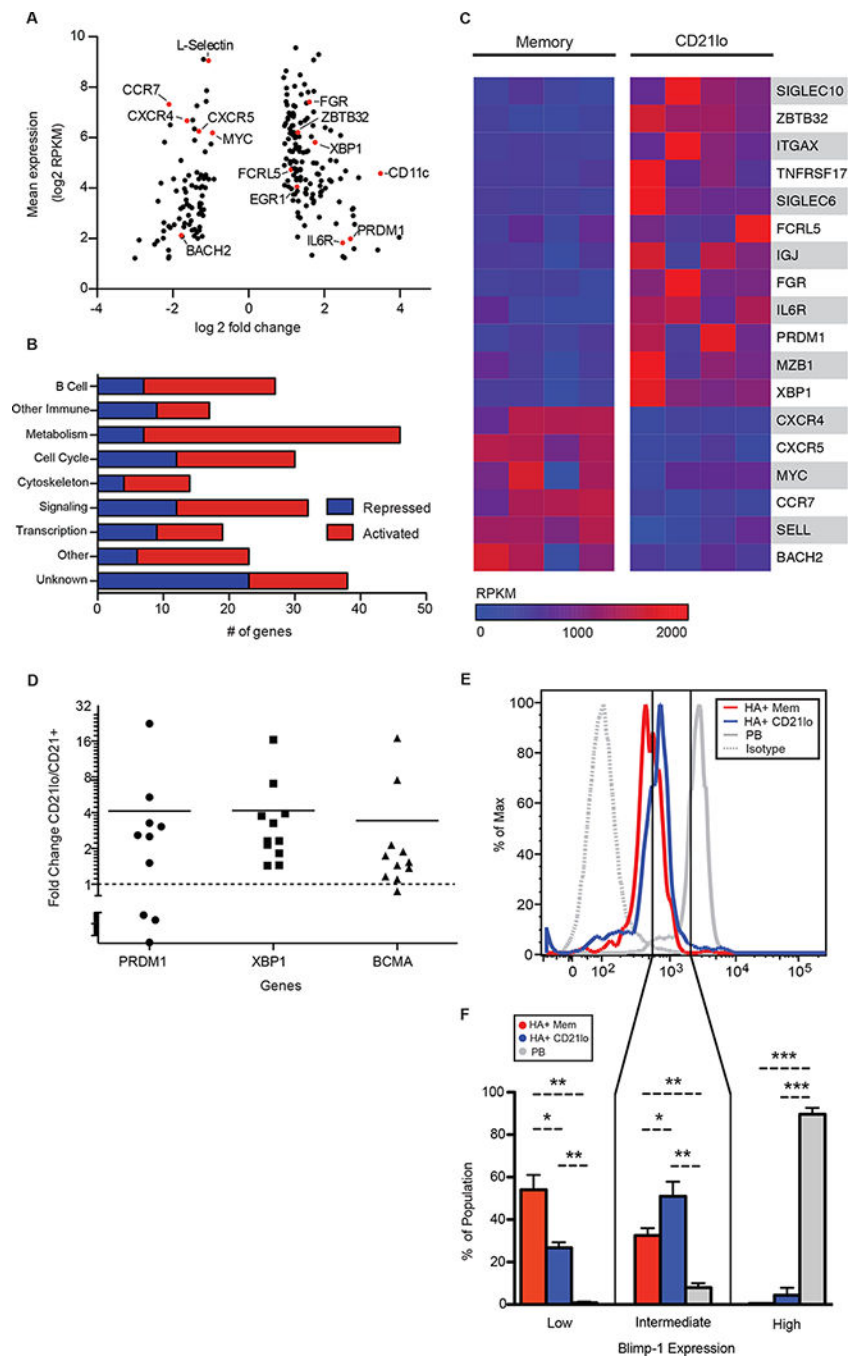 A
Mean expression
(log2 RPKM)
10
8
6
4
2
0
-4
-2
0
2
4
log 2 fold change
L-Selectin
CCR7
CXCR4
CXCR5
MYC
BACH2
FGR
ZBTB32
XBP1
FCRL5
CD11c
EGR1
PRDM1
IL6R
B
B Cell
Other Immune
Metabolism
Cell Cycle
Cytoskeleton
Signaling
Transcription
Other
Unknown
Repressed
Activated
0
10
20
30
40
50
# of genes
C
Memory
CD21lo
SIGLEC10
ZBTB32
ITGAX
TNFRSF17
SIGLEC6
FCRL5
IGJ
FGR
IL6R
PRDM1
MZB1
XBP1
CXCR4
CXCR5
MYC
CCR7
SELL
BACH2
RPKM
0
1000
2000
D
Fold Change CD21lo/CD21+
32
16
8
4
2
1
PRDM1
XBP1
BCMA
Genes
E
% of Max
100
80
60
40
20
0
0
10²
10³
10⁴
10⁵
HA+ Mem
HA+ CD21lo
PB
Isotype
F
HA+ Mem
HA+ CD21lo
PB
% of Population
100
80
60
40
20
0
**
*
**
**
*
**
***
***
Low
Intermediate
High
Blimp-1 Expression